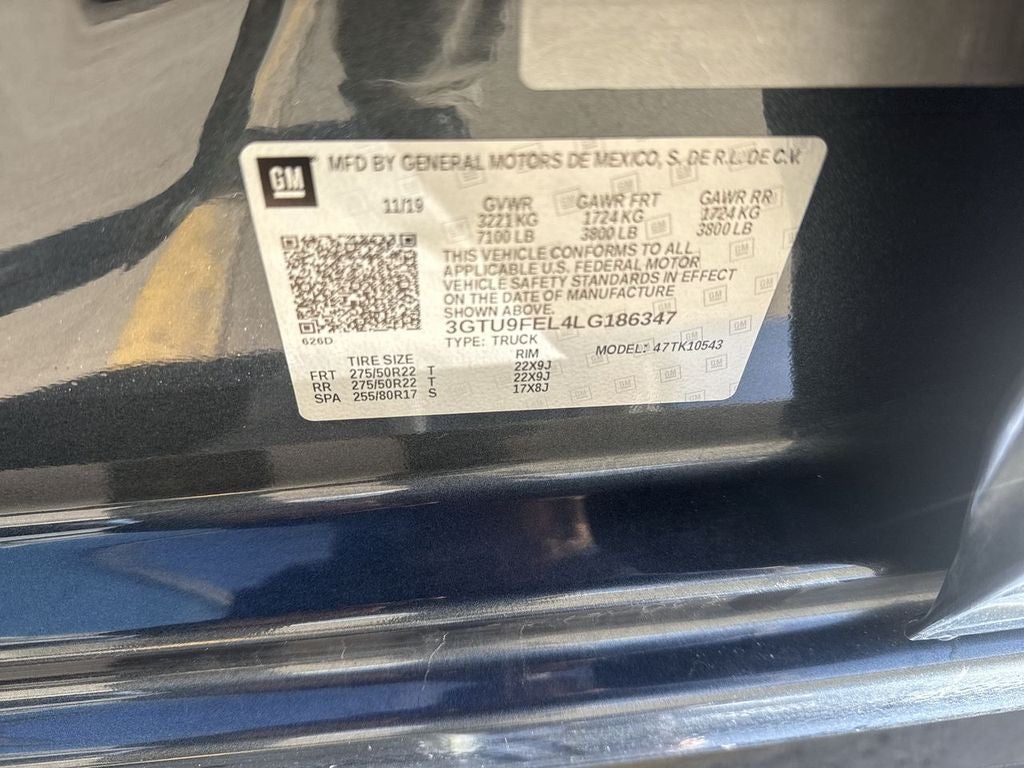 GM
MFD BY GENERAL MOTORS DE MEXICO, S. DE R.L. DE C.V.
11/19 GVWR GAWR FRT GAWR RR
3221 KG 1724 KG 1724 KG
7100 LB 3800 LB 3800 LB
THIS VEHICLE CONFORMS TO ALL
APPLICABLE U.S. FEDERAL MOTOR
VEHICLE SAFETY STANDARDS IN EFFECT
ON THE DATE OF MANUFACTURE
SHOWN ABOVE.
626D 3GTU9FEL4LG186347
TYPE: TRUCK MODEL: 47TK10543
TIRE SIZE RIM
FRT 275/50R22 T 22X9J
RR 275/50R22 T 22X9J
SPA 255/80R17 S 17X8J